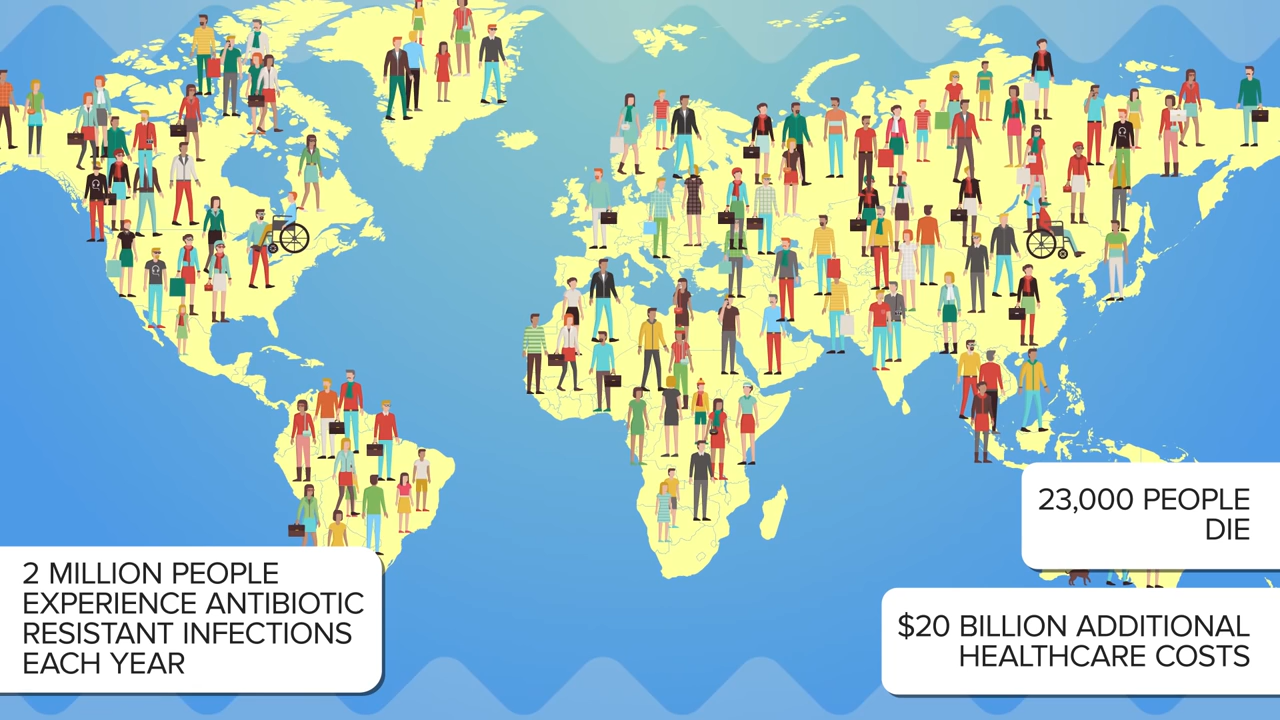 2 MILLION PEOPLE
EXPERIENCE ANTIBIOTIC
RESISTANT INFECTIONS
EACH YEAR
23,000 PEOPLE
DIE
$20 BILLION ADDITIONAL
HEALTHCARE COSTS